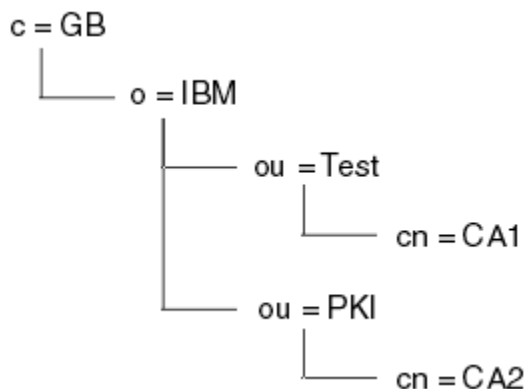 c = GB
o = IBM
ou = Test
cn = CA1
ou = PKI
cn = CA2